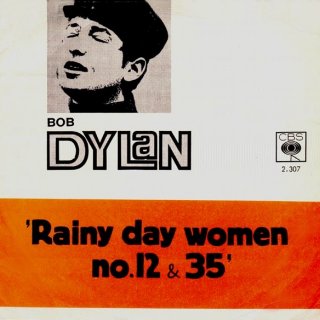 BOB
DYLaN
CBS
2.307
'Rainy day women
no.12 & 35'